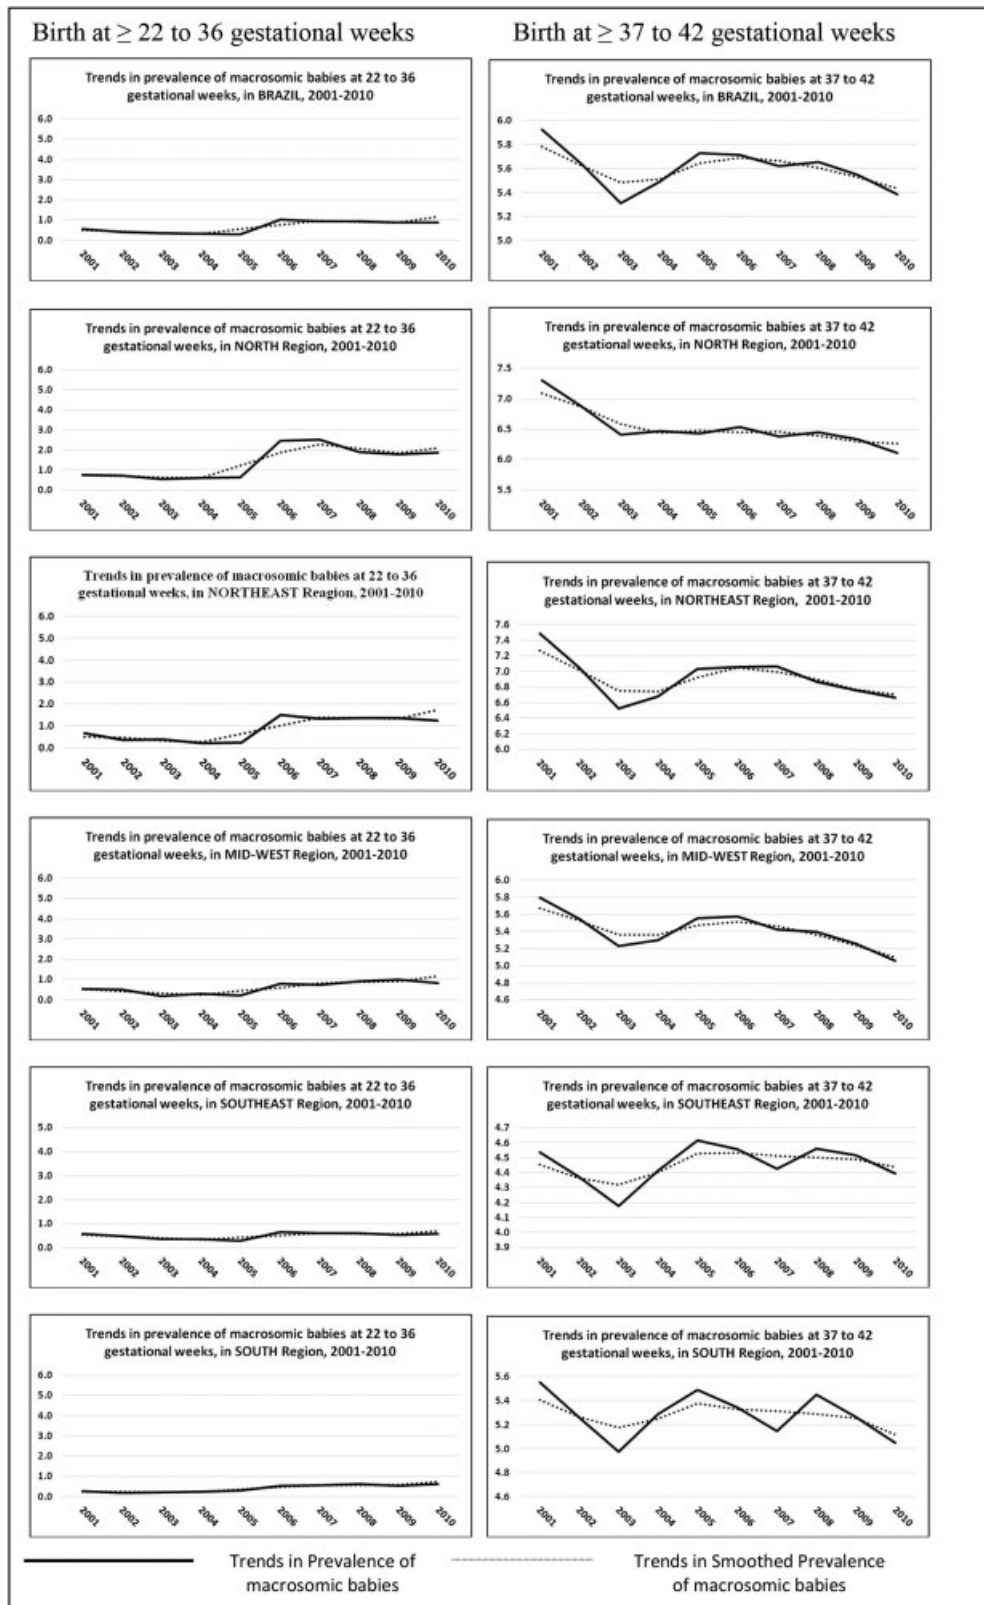 Birth at ≥ 22 to 36 gestational weeks
Birth at ≥ 37 to 42 gestational weeks
Trends in prevalence of macrosomic babies at 22 to 36
gestational weeks, in BRAZIL, 2001-2010
6.0
5.0
4.0
3.0
2.0
1.0
0.0
2001 2002 2003 2004 2005 2006 2007 2008 2009 2010
Trends in prevalence of macrosomic babies at 37 to 42
gestational weeks, in BRAZIL, 2001-2010
6.0
5.8
5.6
5.4
5.2
5.0
2001 2002 2003 2004 2005 2006 2007 2008 2009 2010
Trends in prevalence of macrosomic babies at 22 to 36
gestational weeks, in NORTH Region, 2001-2010
6.0
5.0
4.0
3.0
2.0
1.0
0.0
2001 2002 2003 2004 2005 2006 2007 2008 2009 2010
Trends in prevalence of macrosomic babies at 37 to 42
gestational weeks, in NORTH Region, 2001-2010
7.5
7.0
6.5
6.0
5.5
2001 2002 2003 2004 2005 2006 2007 2008 2009 2010
Trends in prevalence of macrosomic babies at 22 to 36
gestational weeks, in NORTHEAST Reagion, 2001-2010
6.0
5.0
4.0
3.0
2.0
1.0
0.0
2001 2002 2003 2004 2005 2006 2007 2008 2009 2010
Trends in prevalence of macrosomic babies at 37 to 42
gestational weeks, in NORTHEAST Region, 2001-2010
7.6
7.4
7.2
7.0
6.8
6.6
6.4
6.2
6.0
2001 2002 2003 2004 2005 2006 2007 2008 2009 2010
Trends in prevalence of macrosomic babies at 22 to 36
gestational weeks, in MID-WEST Region, 2001-2010
6.0
5.0
4.0
3.0
2.0
1.0
0.0
2001 2002 2003 2004 2005 2006 2007 2008 2009 2010
Trends in prevalence of macrosomic babies at 37 to 42
gestational weeks, in MID-WEST Region, 2001-2010
6.0
5.8
5.6
5.4
5.2
5.0
4.8
4.6
2001 2002 2003 2004 2005 2006 2007 2008 2009 2010
Trends in prevalence of macrosomic babies at 22 to 36
gestational weeks, in SOUTHEAST Region, 2001-2010
5.0
4.0
3.0
2.0
1.0
0.0
2001 2002 2003 2004 2005 2006 2007 2008 2009 2010
Trends in prevalence of macrosomic babies at 37 to 42
gestational weeks, in SOUTHEAST Region, 2001-2010
4.7
4.6
4.5
4.4
4.3
4.2
4.1
4.0
3.9
2001 2002 2003 2004 2005 2006 2007 2008 2009 2010
Trends in prevalence of macrosomic babies at 22 to 36
gestational weeks, in SOUTH Region, 2001-2010
6.0
5.0
4.0
3.0
2.0
1.0
0.0
2001 2002 2003 2004 2005 2006 2007 2008 2009 2010
Trends in prevalence of macrosomic babies at 37 to 42
gestational weeks, in SOUTH Region, 2001-2010
5.6
5.4
5.2
5.0
4.8
4.6
2001 2002 2003 2004 2005 2006 2007 2008 2009 2010
Trends in Prevalence of
macrosomic babies
Trends in Smoothed Prevalence
of macrosomic babies